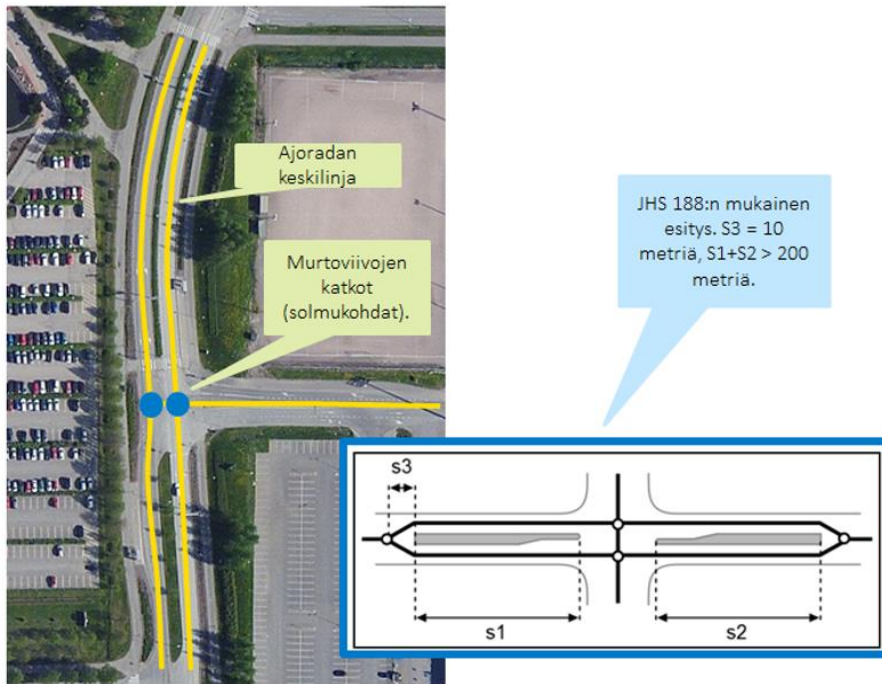 Ajoradan
keskilinja
Murtoviivojen
katkot
(solmukohdat).
JHS 188:n mukainen
esitys. S3 = 10
metriä, S1+S2 > 200
metriä.
s3
s1
s2